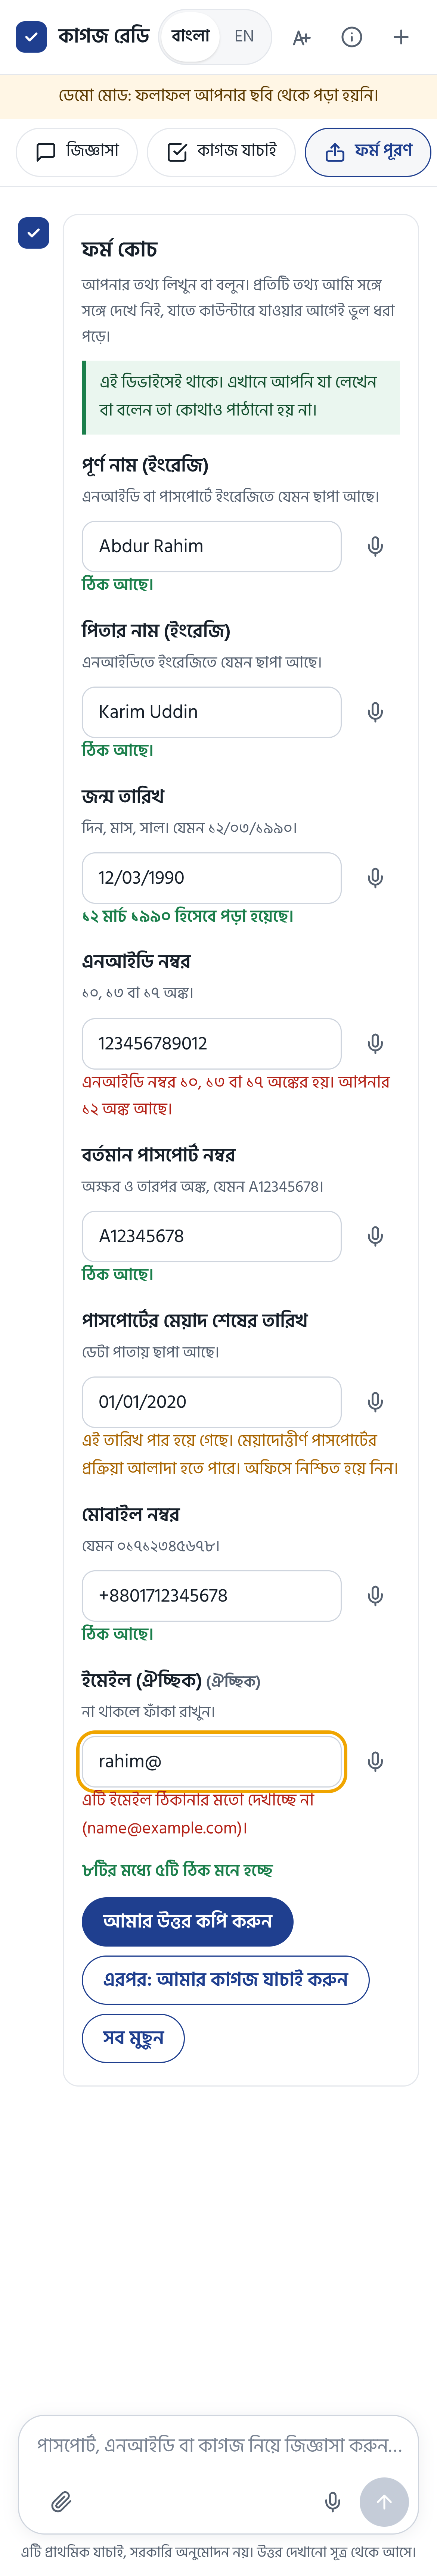 কাগজ রেডি
বাংলা
EN
A+
ডেমো মোড: ফলাফল আপনার ছবি থেকে পড়া হয়নি।
জিজ্ঞাসা
কাগজ যাচাই
ফর্ম পূরণ
ফর্ম কোচ
আপনার তথ্য লিখুন বা বলুন। প্রতিটি তথ্য আমি সঙ্গে
সঙ্গে দেখে নিই, যাতে কাউন্টারে যাওয়ার আগেই ভুল ধরা
পড়ে।
এই ডিভাইসেই থাকে। এখানে আপনি যা লেখেন
বা বলেন তা কোথাও পাঠানো হয় না।
পূর্ণ নাম (ইংরেজি)
এনআইডি বা পাসপোর্টে ইংরেজিতে যেমন ছাপা আছে।
Abdur Rahim
ঠিক আছে।
পিতার নাম (ইংরেজি)
এনআইডিতে ইংরেজিতে যেমন ছাপা আছে।
Karim Uddin
ঠিক আছে।
জন্ম তারিখ
দিন, মাস, সাল। যেমন ১২/০৩/১৯৯০।
12/03/1990
১২ মার্চ ১৯৯০ হিসেবে পড়া হয়েছে।
এনআইডি নম্বর
১০, ১৩ বা ১৭ অঙ্ক।
123456789012
এনআইডি নম্বর ১০, ১৩ বা ১৭ অঙ্কের হয়। আপনার
১২ অঙ্ক আছে।
বর্তমান পাসপোর্ট নম্বর
অক্ষর ও তারপর অঙ্ক, যেমন A12345678।
A12345678
ঠিক আছে।
পাসপোর্টের মেয়াদ শেষের তারিখ
ডেটা পাতায় ছাপা আছে।
01/01/2020
এই তারিখ পার হয়ে গেছে। মেয়াদোত্তীর্ণ পাসপোর্টের
প্রক্রিয়া আলাদা হতে পারে। অফিসে নিশ্চিত হয়ে নিন।
মোবাইল নম্বর
যেমন ০১৭১২৩৪৫৬৭৮।
+8801712345678
ঠিক আছে।
ইমেইল (ঐচ্ছিক) (ঐচ্ছিক)
না থাকলে ফাঁকা রাখুন।
rahim@
এটি ইমেইল ঠিকানার মতো দেখাচ্ছে না
(name@example.com)।
৮টির মধ্যে ৫টি ঠিক মনে হচ্ছে
আমার উত্তর কপি করুন
এরপর: আমার কাগজ যাচাই করুন
সব মুছুন
পাসপোর্ট, এনআইডি বা কাগজ নিয়ে জিজ্ঞাসা করুন...
এটি প্রাথমিক যাচাই, সরকারি অনুমোদন নয়। উত্তর দেখানো সূত্র থেকে আসে।